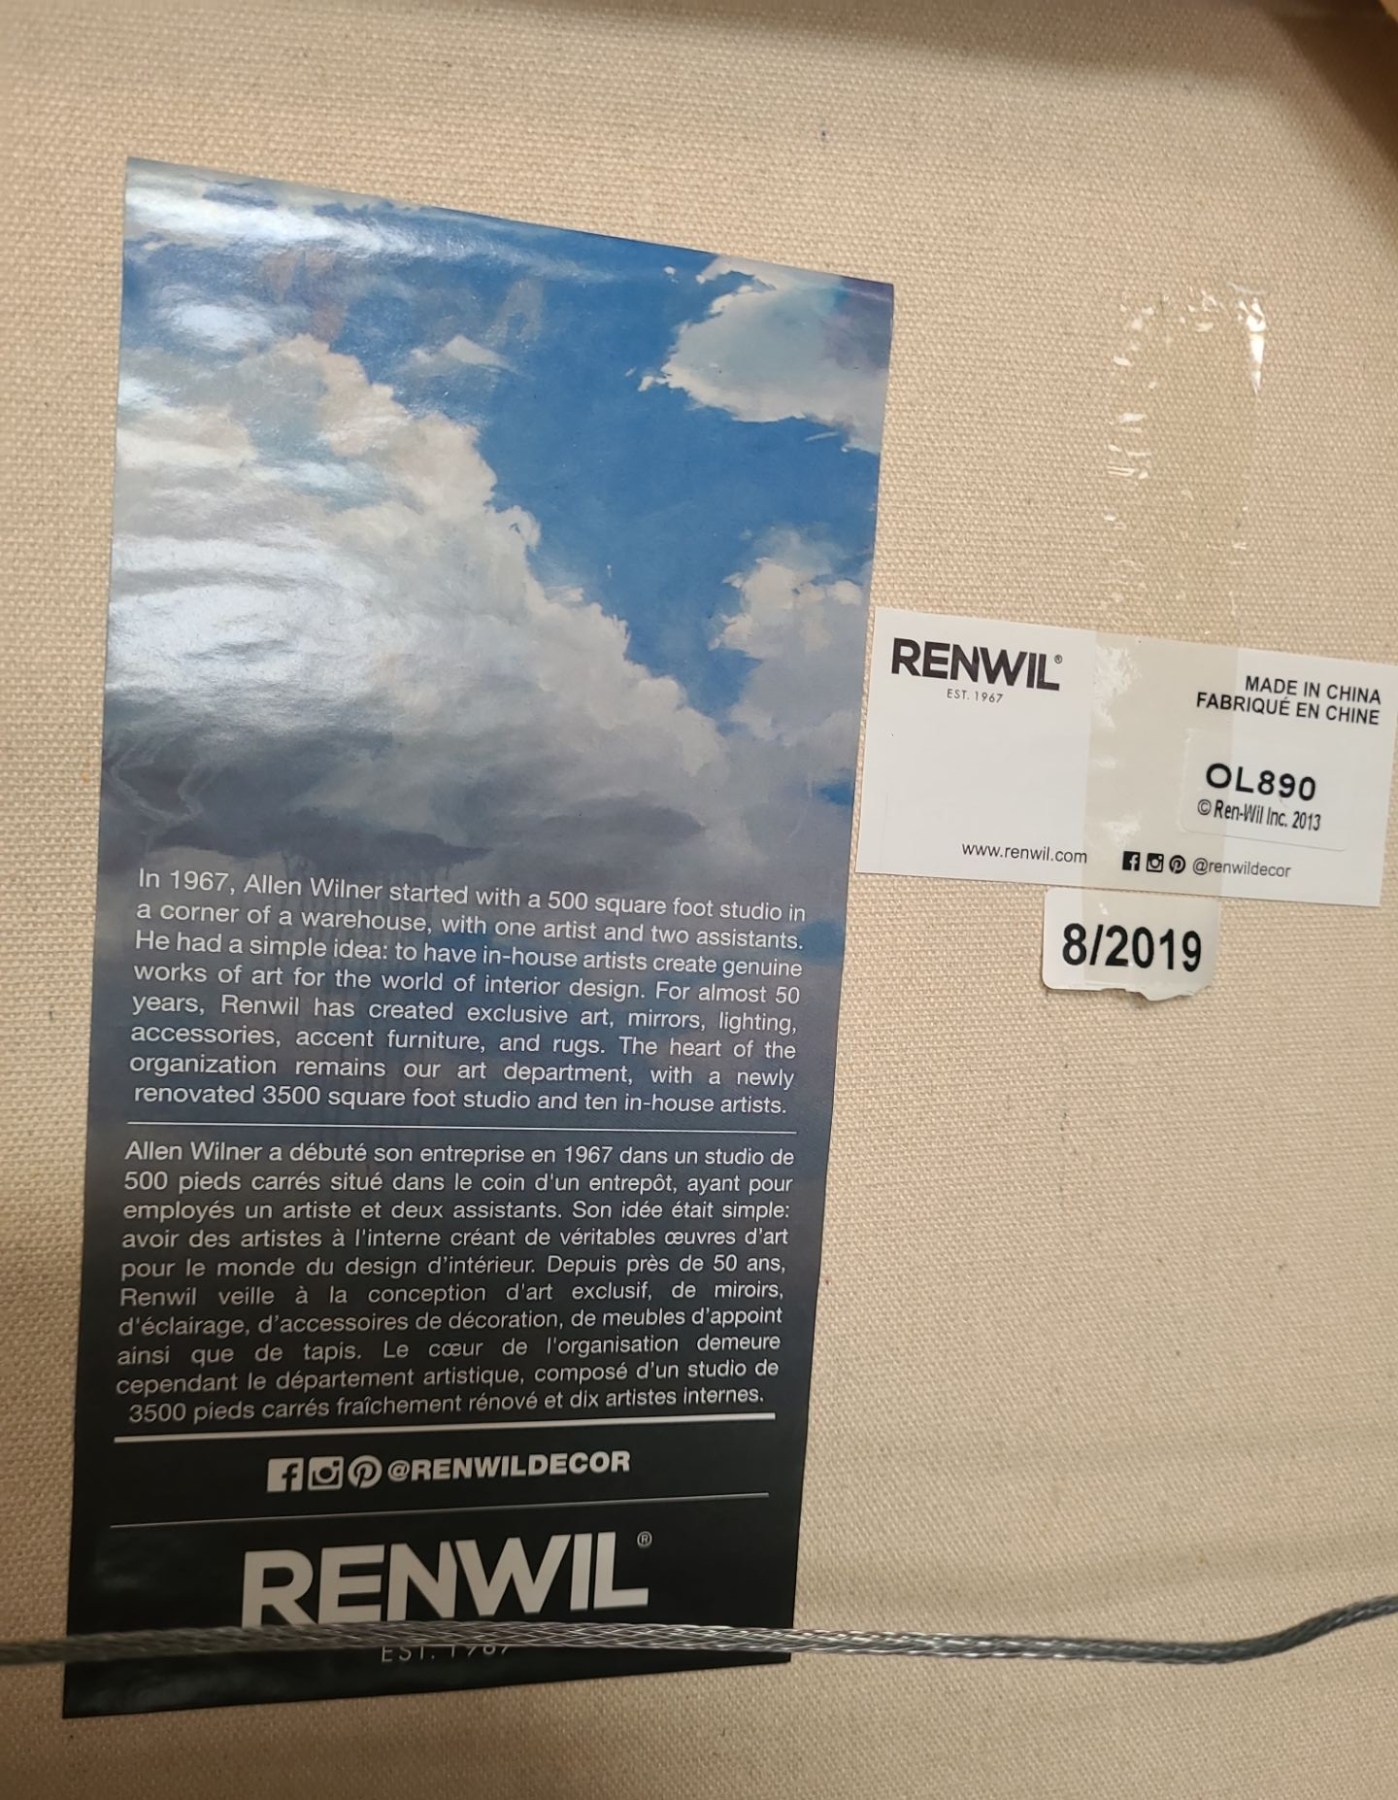 In 1967, Allen Wilner started with a 500 square foot studio in
a corner of a warehouse, with one artist and two assistants.
He had a simple idea: to have in-house artists create genuine
works of art for the world of interior design. For almost 50
years, Renwil has created exclusive art, mirrors, lighting,
accessories, accent furniture, and rugs. The heart of the
organization remains our art department, with a newly
renovated 3500 square foot studio and ten in-house artists.
Allen Wilner a débuté son entreprise en 1967 dans un studio de
500 pieds carrés situé dans le coin d'un entrepôt, ayant pour
employés un artiste et deux assistants. Son idée était simple:
avoir des artistes à l'interne créant de véritables œuvres d'art
pour le monde du design d'intérieur. Depuis près de 50 ans,
Renwil veille à la conception d'art exclusif, de miroirs,
d'éclairage, d'accessoires de décoration, de meubles d'appoint
ainsi que de tapis. Le cœur de l'organisation demeure
cependant le département artistique, composé d'un studio de
3500 pieds carrés fraîchement rénové et dix artistes internes.
@RENWILDECOR
RENWIL®
EST. 1967
RENWIL®
EST. 1967
MADE IN CHINA
FABRIQUÉ EN CHINE
OL890
© Ren-Wil Inc. 2013
www.renwil.com
@renwildecor
8/2019